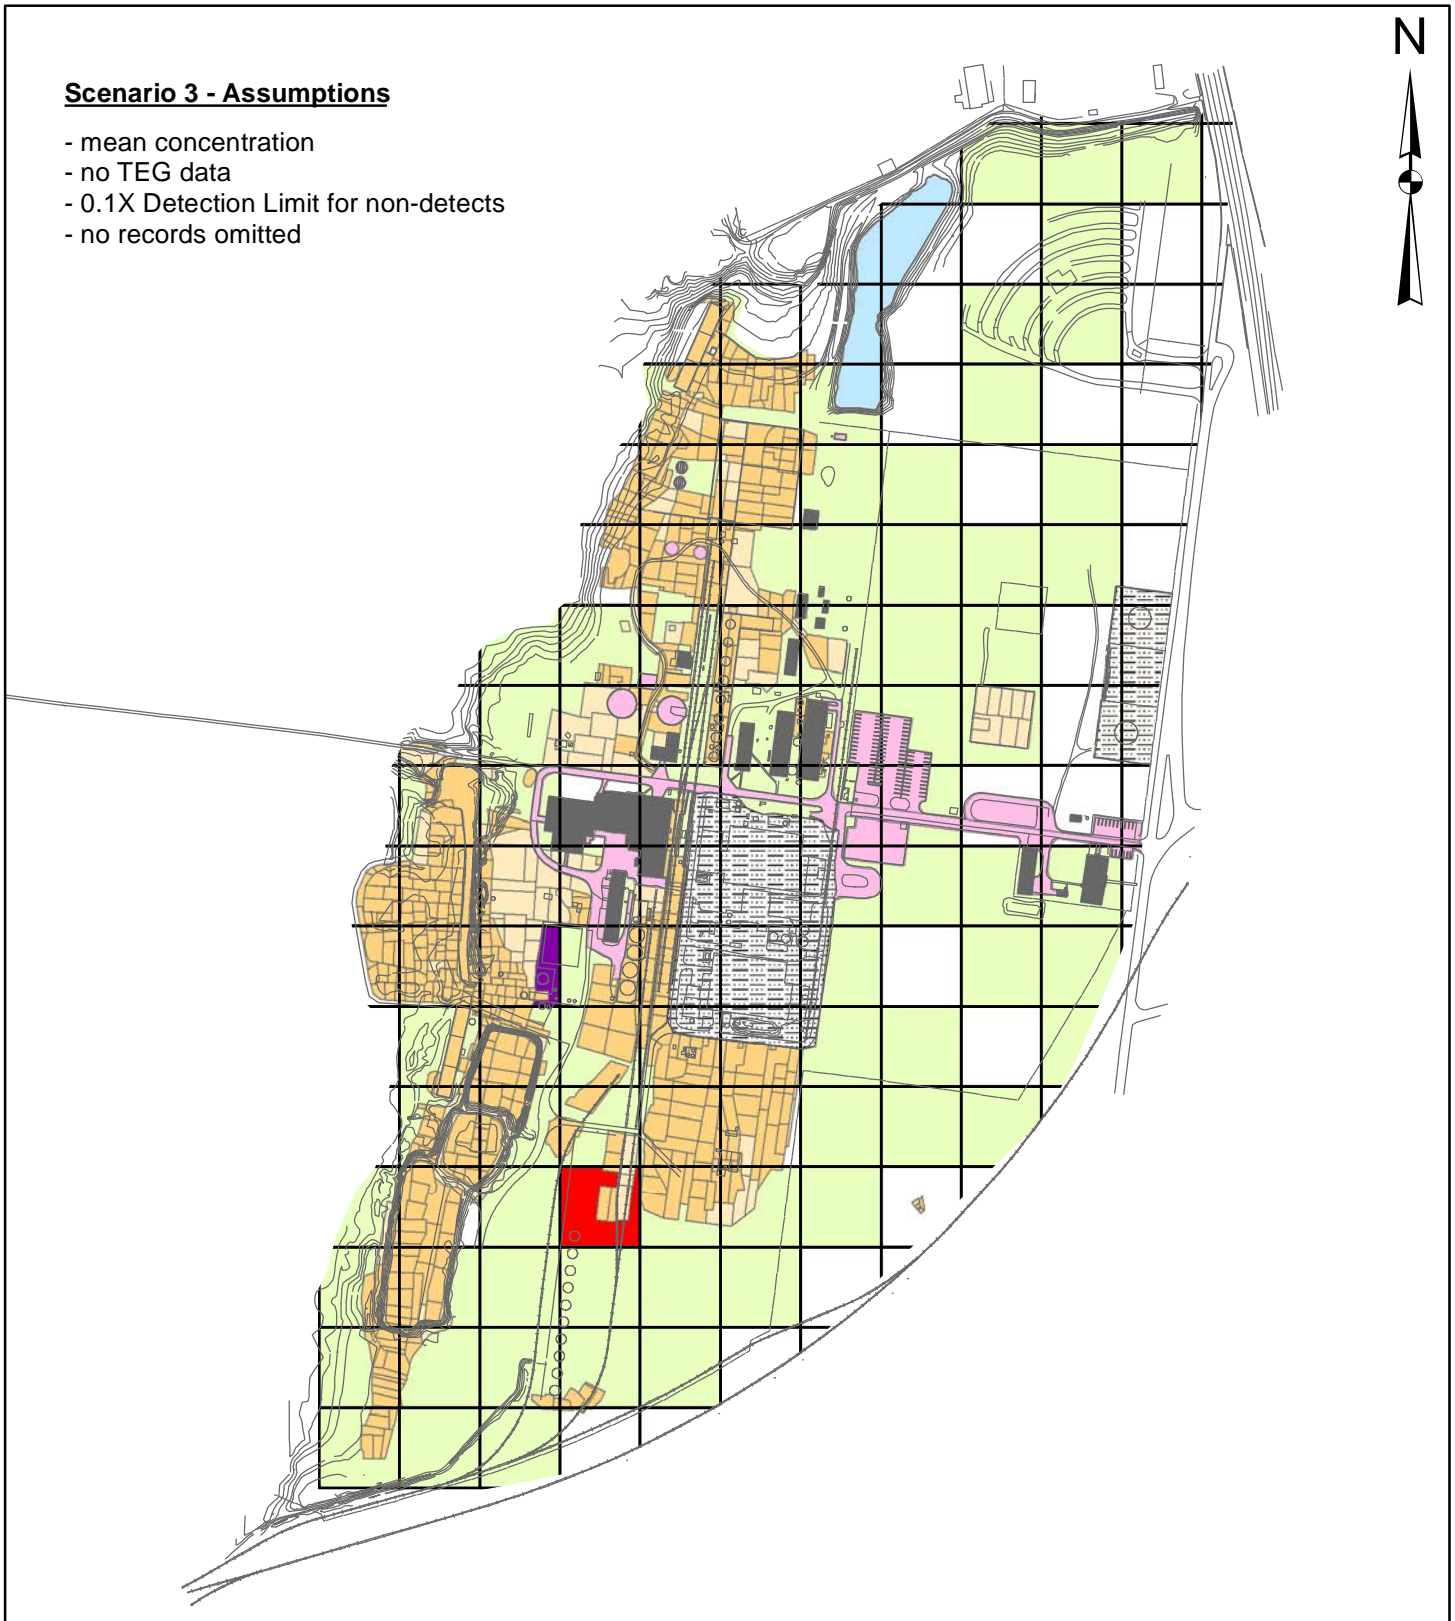 N
Scenario 3 - Assumptions
- mean concentration
- no TEG data
- 0.1X Detection Limit for non-detects
- no records omitted